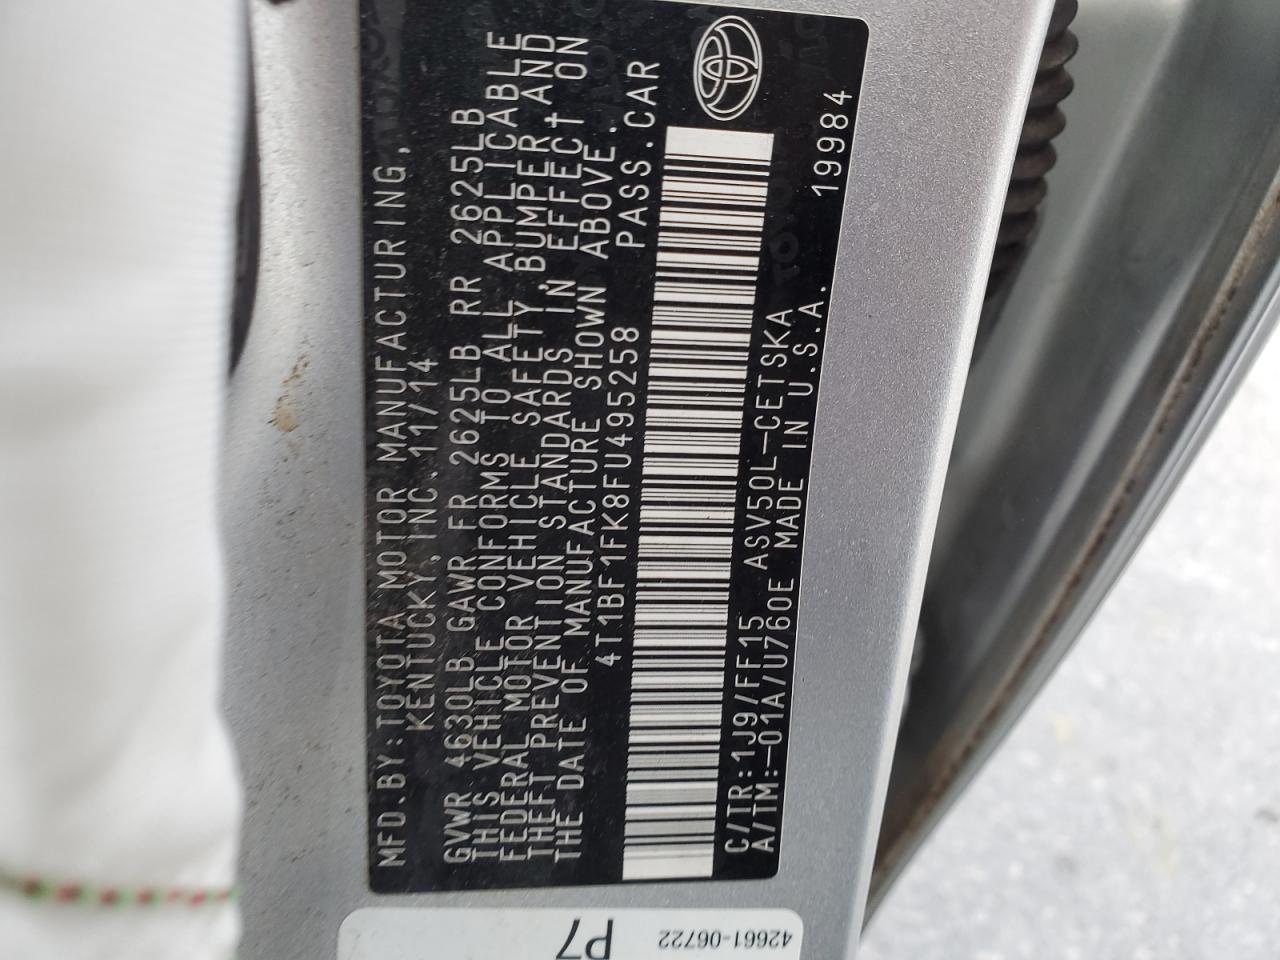 MFD.BY:TOYOTA MOTOR MANUFACTURING,
KENTUCKY, INC. 11/14
GVWR 4630LB GAWR FR 2625LB RR 2625LB
THIS VEHICLE CONFORMS TO ALL APPLICABLE
FEDERAL MOTOR VEHICLE SAFETY, BUMPER AND
THEFT PREVENTION STANDARDS IN EFFECT ON
THE DATE OF MANUFACTURE SHOWN ABOVE.
4T1BF1FK8FU495258 PASS.CAR
C/TR:1J9/FF15 ASV50L-CETSKA
A/TM:-01A/U760E MADE IN U.S.A. 19984
P7
42661-06722